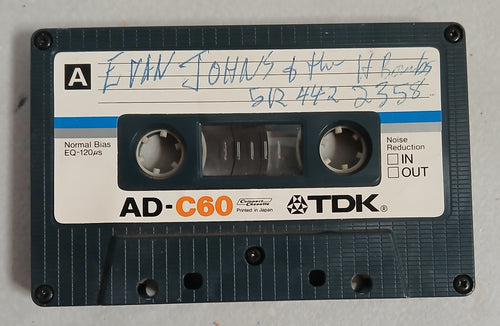 A
EVAN JOHNS & the H Bombs
512 442 2358
Normal Bias
EQ-120μs
Noise
Reduction
IN
OUT
AD-C60
Compact Cassette
Printed in Japan
TDK®